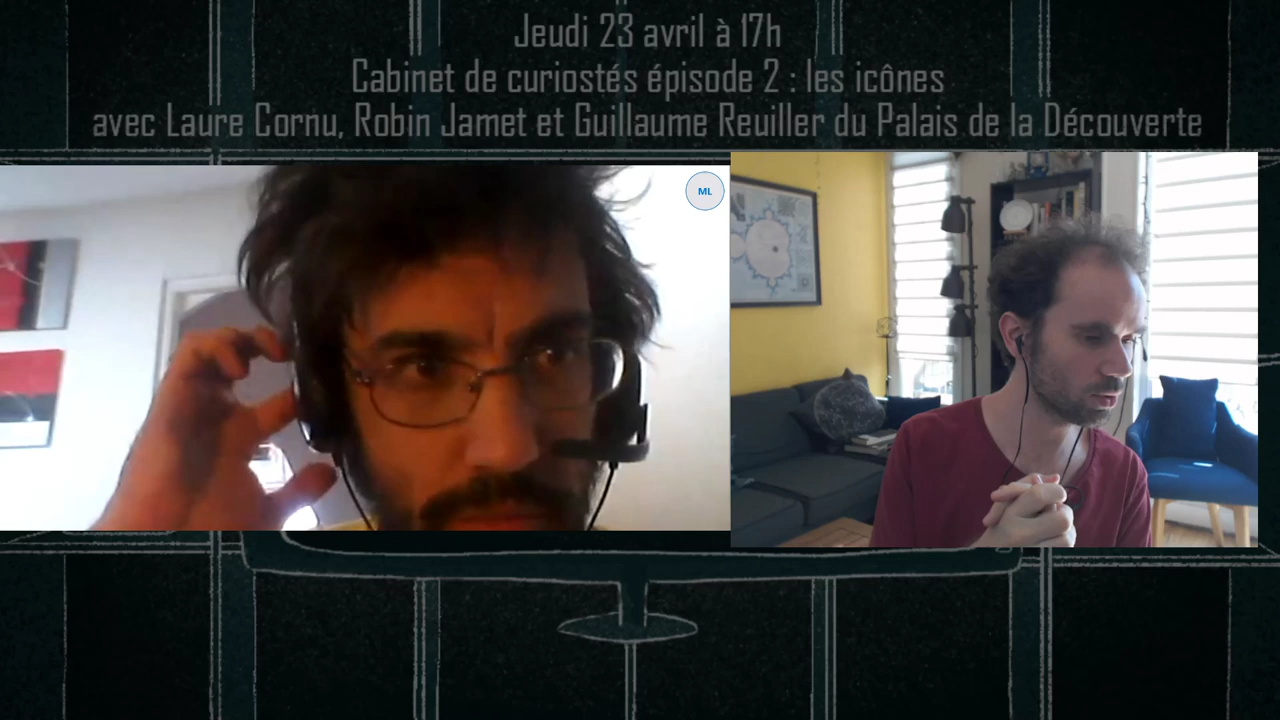 Jeudi 23 avril à 17h
Cabinet de curiostés épisode 2 : les icônes
avec Laure Cornu, Robin Jamet et Guillaume Reuiller du Palais de la Découverte
ML